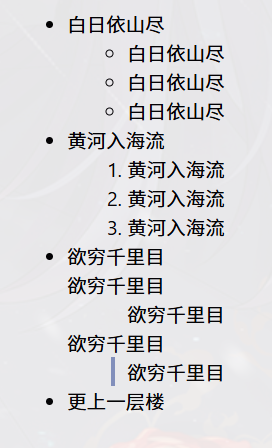 • 白日依山尽
◦ 白日依山尽
◦ 白日依山尽
◦ 白日依山尽
• 黄河入海流
1. 黄河入海流
2. 黄河入海流
3. 黄河入海流
• 欲穷千里目
欲穷千里目
欲穷千里目
欲穷千里目
欲穷千里目
• 更上一层楼